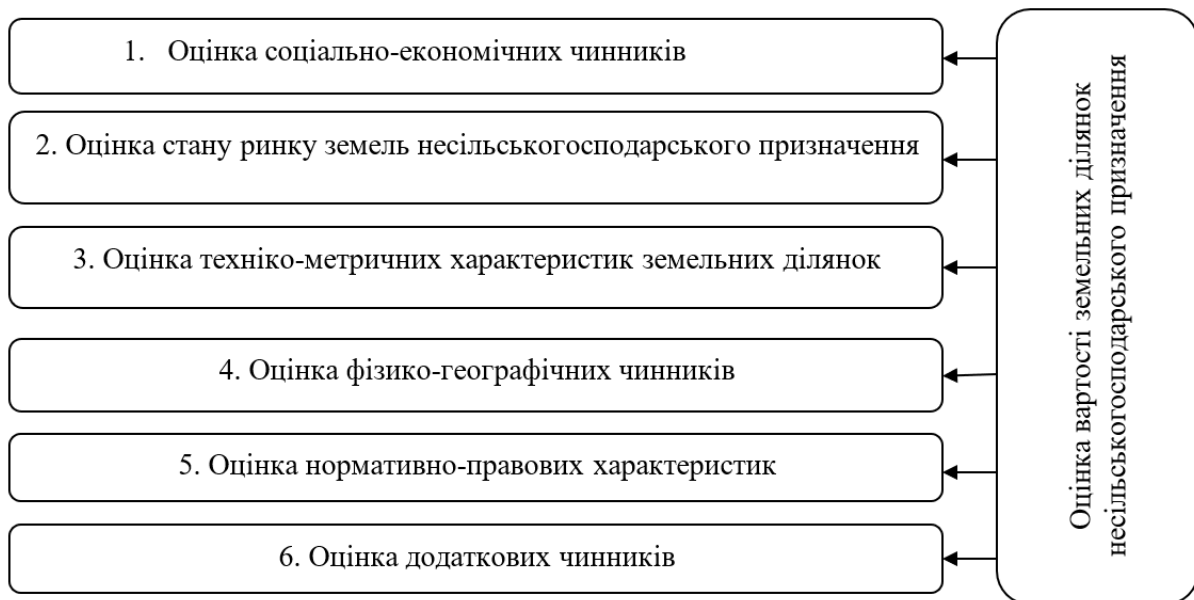 1. Оцінка соціально-економічних чинників
2. Оцінка стану ринку земель несільськогосподарського призначення
3. Оцінка техніко-метричних характеристик земельних ділянок
4. Оцінка фізико-географічних чинників
5. Оцінка нормативно-правових характеристик
6. Оцінка додаткових чинників
Оцінка вартості земельних ділянок
несільськогосподарського призначення